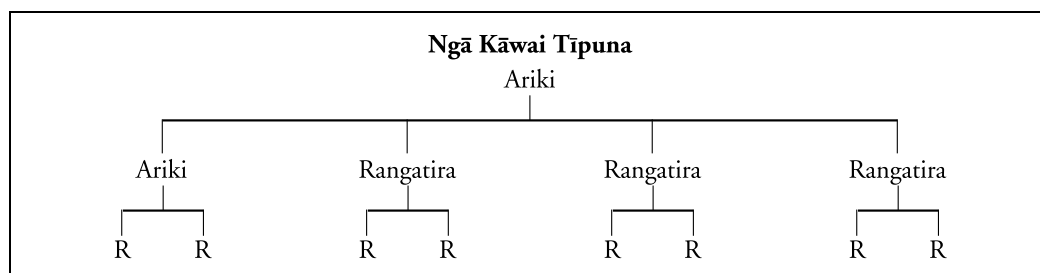 Ngā Kāwai Tīpuna
Ariki
Ariki Rangatira Rangatira Rangatira
R R R R R R R R